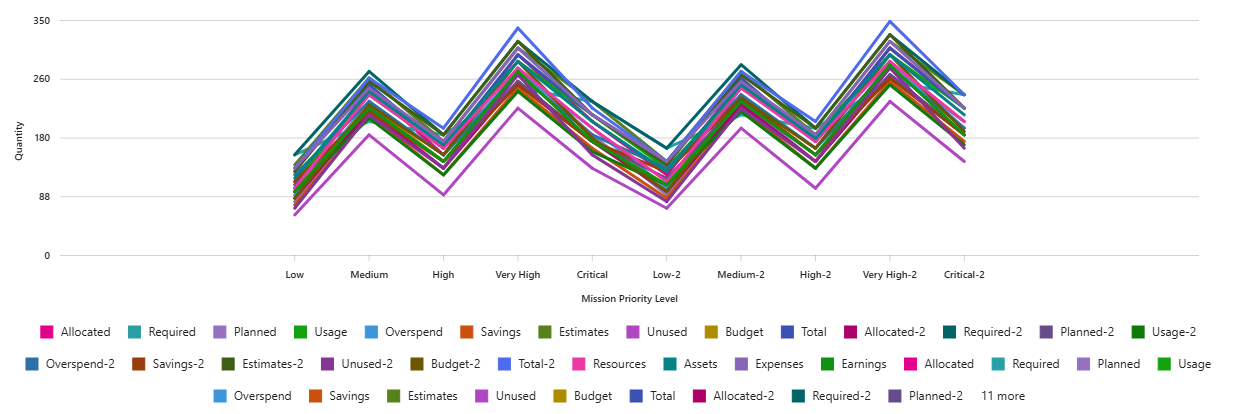 350
260
180
88
0
Quantity
Low Medium High Very High Critical Low-2 Medium-2 High-2 Very High-2 Critical-2
Mission Priority Level
Allocated Required Planned Usage Overspend Savings Estimates Unused Budget Total Allocated-2 Required-2 Planned-2 Usage-2
Overspend-2 Savings-2 Estimates-2 Unused-2 Budget-2 Total-2 Resources Assets Expenses Earnings Allocated Required Planned Usage
Overspend Savings Estimates Unused Budget Total Allocated-2 Required-2 Planned-2 11 more